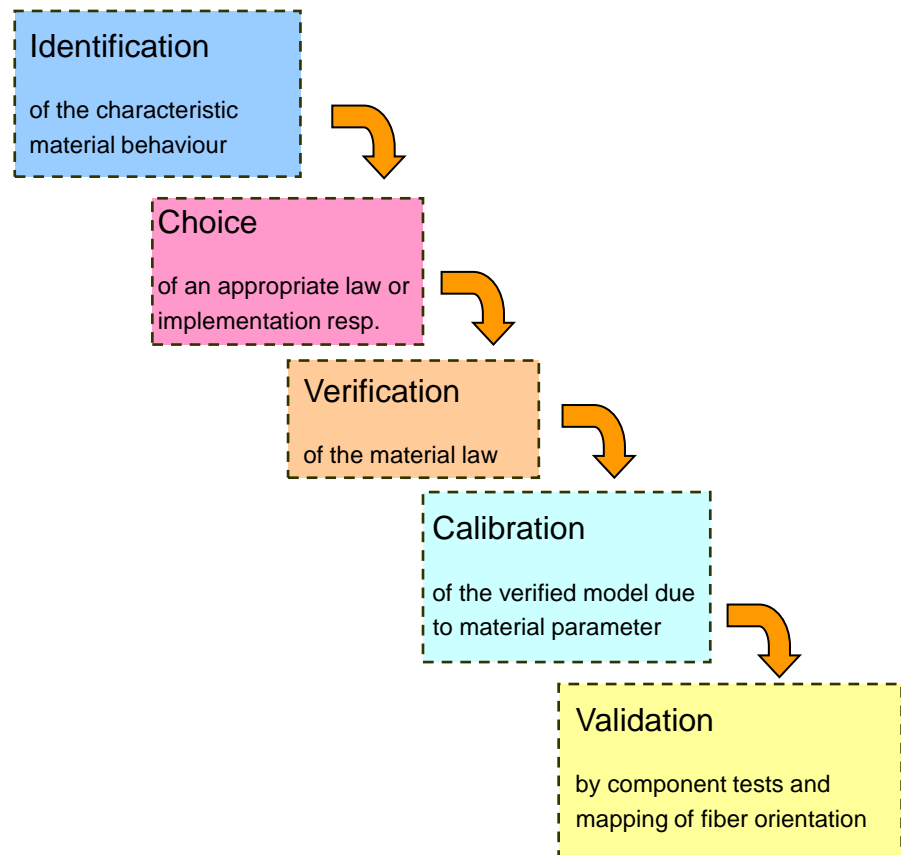 Identification
of the characteristic
material behaviour
Choice
of an appropriate law or
implementation resp.
Verification
of the material law
Calibration
of the verified model due
to material parameter
Validation
by component tests and
mapping of fiber orientation